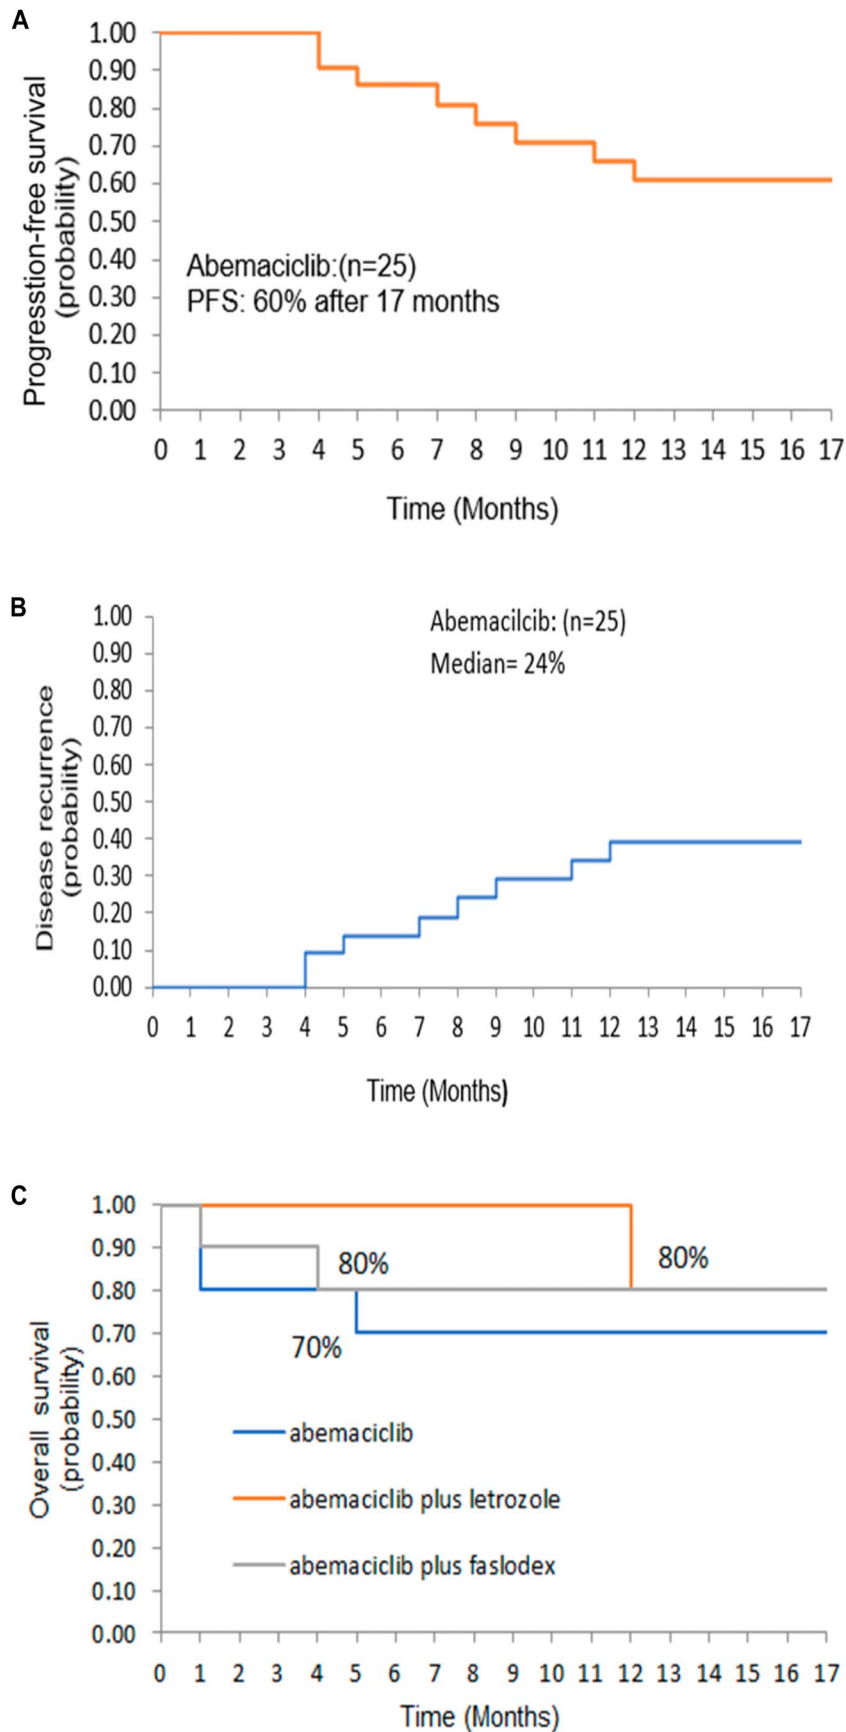 A
Progresstion-free survival
(probability)
1.00
0.90
0.80
0.70
0.60
0.50
0.40
0.30
0.20
0.10
0.00
Abemaciclib:(n=25)
PFS: 60% after 17 months
0 1 2 3 4 5 6 7 8 9 10 11 12 13 14 15 16 17
Time (Months)
B
Disease recurrence
(probability)
1.00
0.90
0.80
0.70
0.60
0.50
0.40
0.30
0.20
0.10
0.00
Abemacilcib: (n=25)
Median= 24%
0 1 2 3 4 5 6 7 8 9 10 11 12 13 14 15 16 17
Time (Months)
C
Overall survival
(probability)
1.00
0.90
0.80
0.70
0.60
0.50
0.40
0.30
0.20
0.10
0.00
80%
80%
70%
abemaciclib
abemaciclib plus letrozole
abemaciclib plus faslodex
0 1 2 3 4 5 6 7 8 9 10 11 12 13 14 15 16 17
Time (Months)